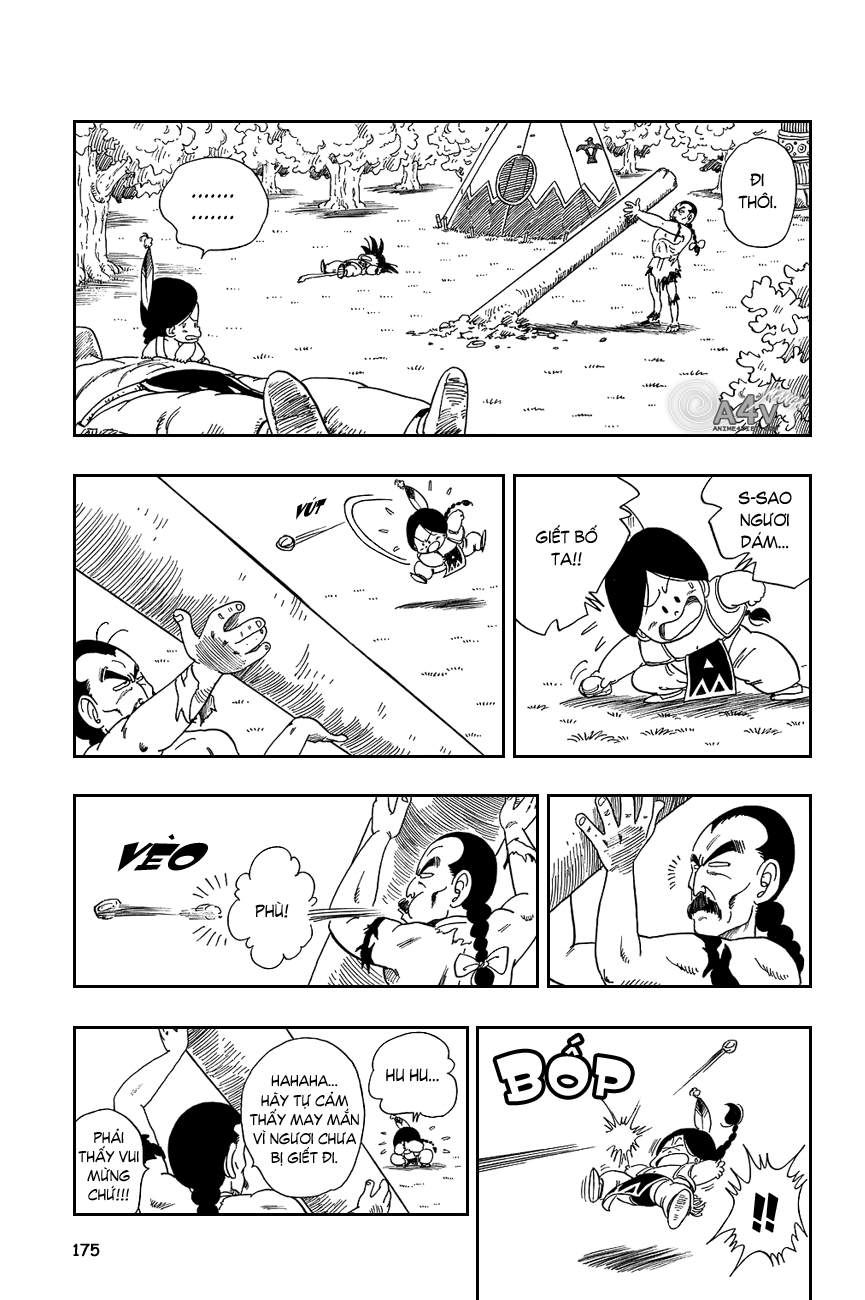 ĐI
THÔI.
........
........
A4V
S-SAO
NGƯƠI
DÁM...
GIẾT BỐ
TA!!
VÚT
PHÙ!
VÈO
BỐP
!!
HU HU...
HAHAHA...
HÃY TỰ CẢM
THẤY MAY MẮN
VÌ NGƯƠI CHƯA
BỊ GIẾT ĐI.
PHẢI
THẤY VUI
MỪNG
CHỨ!!!
175